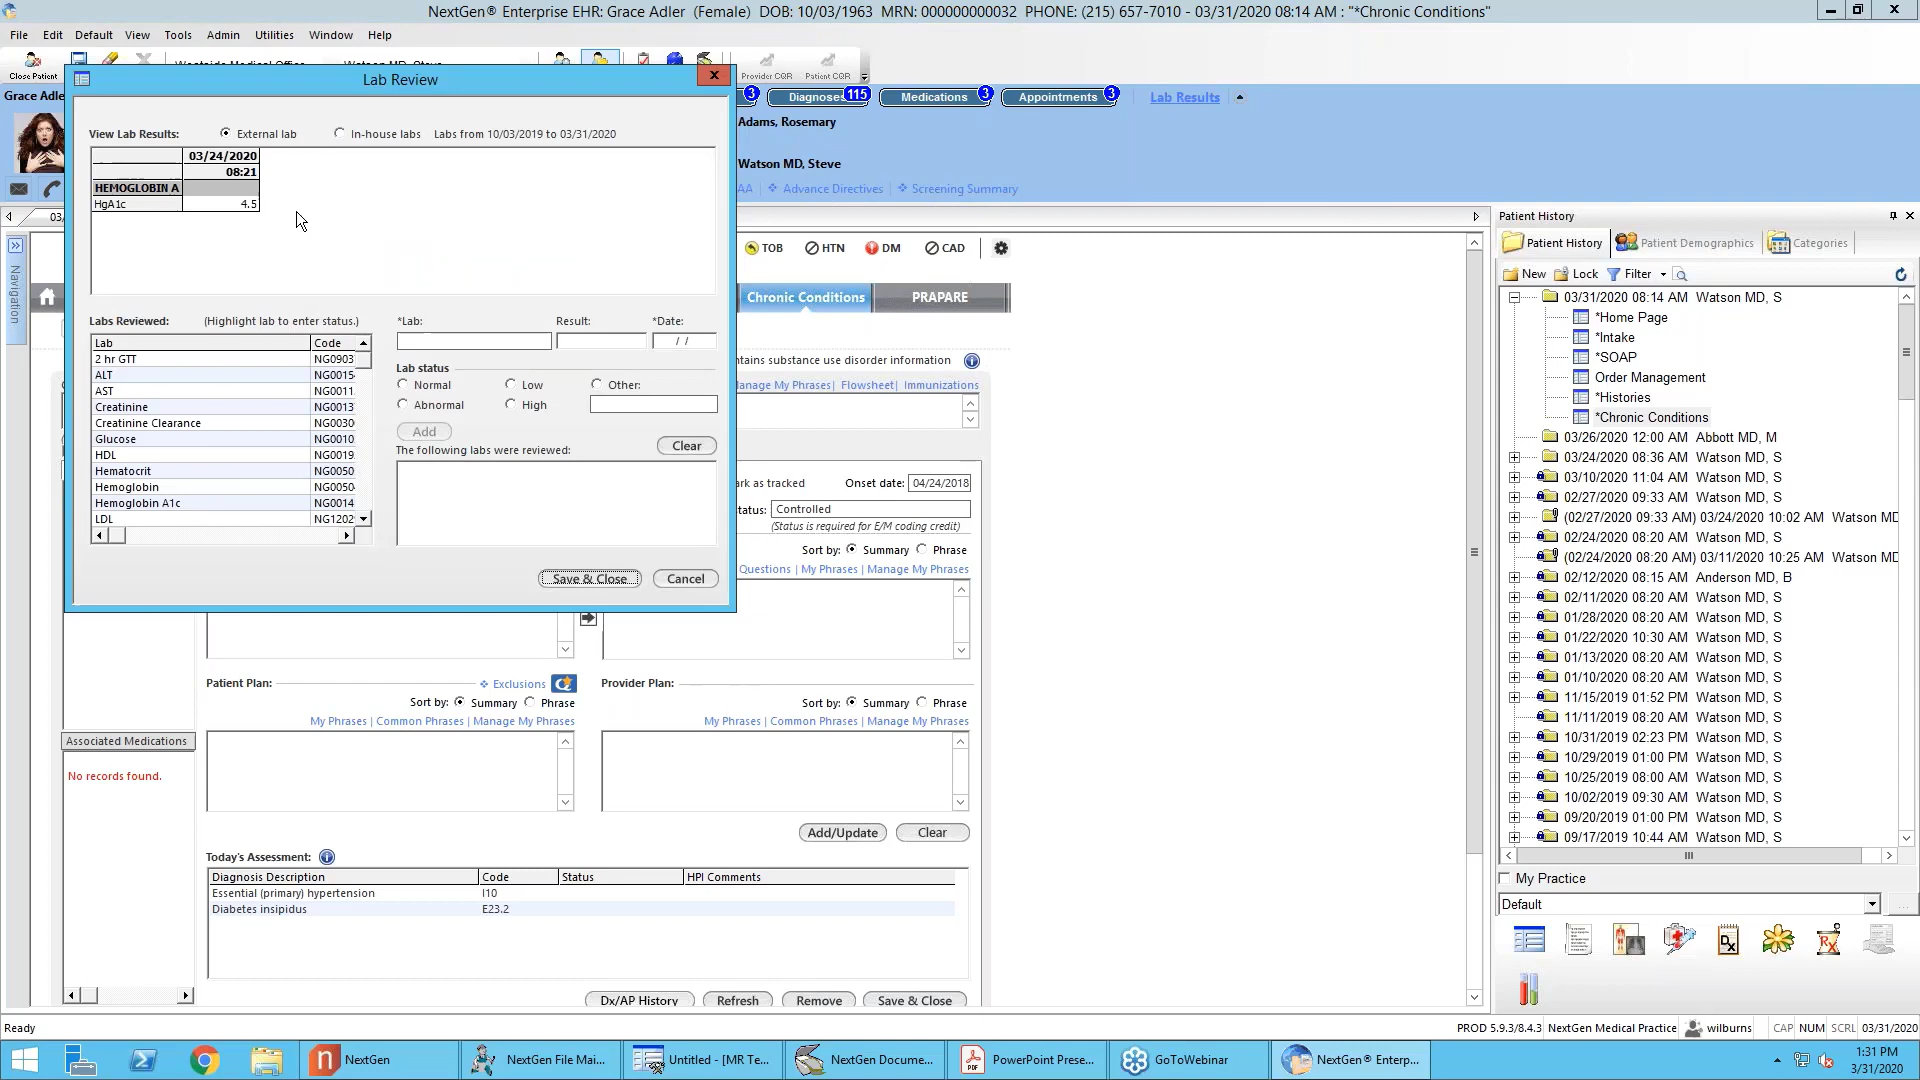 NextGen® Enterprise EHR: Grace Adler (Female) DOB: 10/03/1963 MRN: 000000000032 PHONE: (215) 657-7010 - 03/31/2020 08:14 AM : "*Chronic Conditions"
File Edit Default View Tools Admin Utilities Window Help
Close Patient Provider CQR Patient CQR
Lab Review
Grace Adle
3 Diagnoses 115 Medications 3 Appointments 3 Lab Results
Adams, Rosemary
View Lab Results: External lab In-house labs Labs from 10/03/2019 to 03/31/2020
03/24/2020
08:21
HEMOGLOBIN A
HgA1c 4.5
Watson MD, Steve
AA Advance Directives Screening Summary
03/
TOB HTN DM CAD
Navigation
Chronic Conditions PRAPARE
Labs Reviewed: (Highlight lab to enter status.)
*Lab: Result: *Date:
/ /
Lab Code
2 hr GTT NG0903
ALT NG0015
AST NG0011
Creatinine NG0013
Creatinine Clearance NG0030
Glucose NG0010
HDL NG0019
Hematocrit NG0050
Hemoglobin NG0050
Hemoglobin A1c NG0014
LDL NG1202
Lab status
Normal Low Other:
Abnormal High
Add
Clear
The following labs were reviewed:
Save & Close Cancel
ntains substance use disorder information
anage My Phrases| Flowsheet| Immunizations
ark as tracked Onset date: 04/24/2018
tatus: Controlled
(Status is required for E/M coding credit)
Sort by: Summary Phrase
Questions | My Phrases | Manage My Phrases
Patient Plan: Exclusions
Sort by: Summary Phrase
My Phrases | Common Phrases | Manage My Phrases
Provider Plan:
Sort by: Summary Phrase
My Phrases | Common Phrases | Manage My Phrases
Associated Medications
No records found.
Add/Update Clear
Today's Assessment:
Diagnosis Description Code Status HPI Comments
Essential (primary) hypertension I10
Diabetes insipidus E23.2
Dx/AP History Refresh Remove Save & Close
Patient History
Patient History Patient Demographics Categories
New Lock Filter
03/31/2020 08:14 AM Watson MD, S
*Home Page
*Intake
*SOAP
Order Management
*Histories
*Chronic Conditions
03/26/2020 12:00 AM Abbott MD, M
03/24/2020 08:36 AM Watson MD, S
03/10/2020 11:04 AM Watson MD, S
02/27/2020 09:33 AM Watson MD, S
(02/27/2020 09:33 AM) 03/24/2020 10:02 AM Watson MD
02/24/2020 08:20 AM Watson MD, S
(02/24/2020 08:20 AM) 03/11/2020 10:25 AM Watson MD
02/12/2020 08:15 AM Anderson MD, B
02/11/2020 08:20 AM Watson MD, S
01/28/2020 08:20 AM Watson MD, S
01/22/2020 10:30 AM Watson MD, S
01/13/2020 08:20 AM Watson MD, S
01/10/2020 08:20 AM Watson MD, S
11/15/2019 01:52 PM Watson MD, S
11/11/2019 08:20 AM Watson MD, S
10/31/2019 02:23 PM Watson MD, S
10/29/2019 01:00 PM Watson MD, S
10/25/2019 08:00 AM Watson MD, S
10/02/2019 09:30 AM Watson MD, S
09/20/2019 01:00 PM Watson MD, S
09/17/2019 10:44 AM Watson MD, S
My Practice
Default
Ready
PROD 5.9.3/8.4.3 NextGen Medical Practice wilburns CAP NUM SCRL 03/31/2020
NextGen NextGen File Mai... Untitled - [MR Te... NextGen Docume... PowerPoint Prese... GoToWebinar NextGen® Enterp...
1:31 PM
3/31/2020